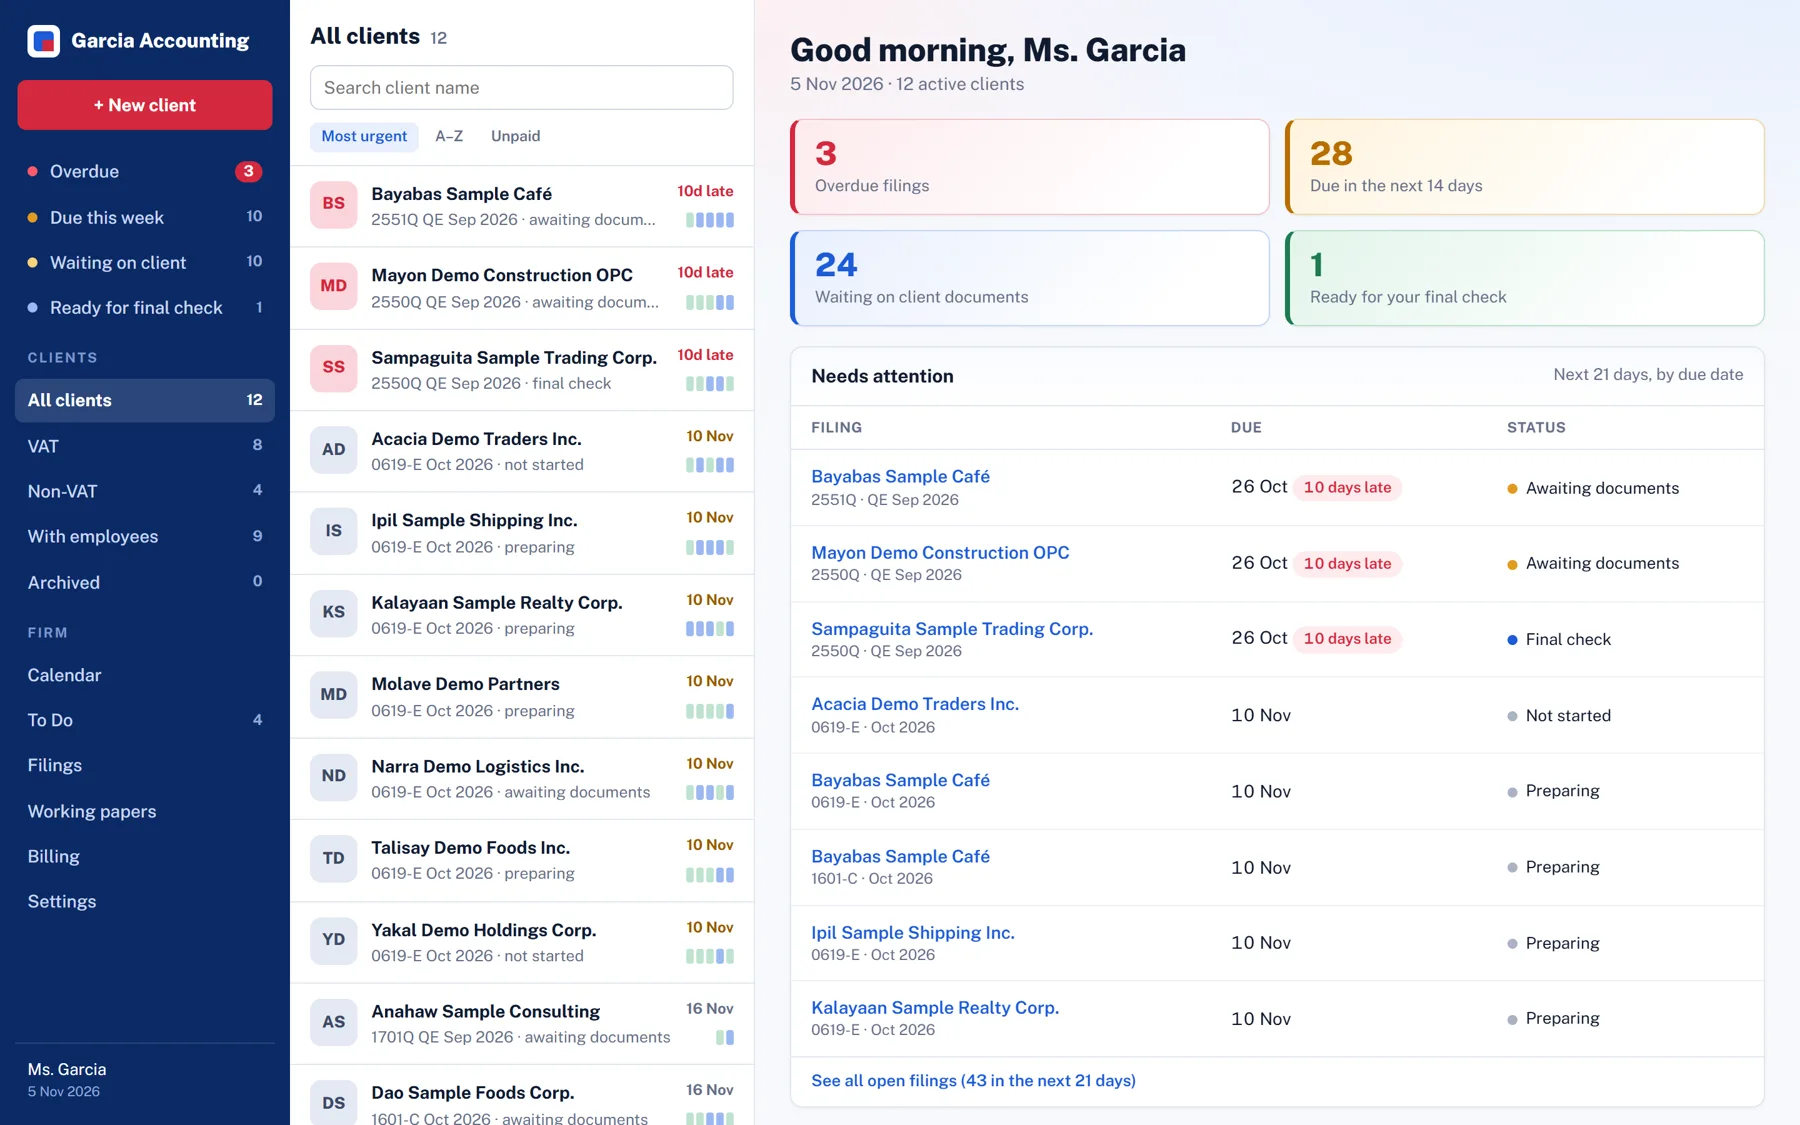 Garcia Accounting
+ New client
Overdue 3
Due this week 10
Waiting on client 10
Ready for final check 1
CLIENTS
All clients 12
VAT 8
Non-VAT 4
With employees 9
Archived 0
FIRM
Calendar
To Do 4
Filings
Working papers
Billing
Settings
Ms. Garcia
5 Nov 2026
All clients 12
Search client name
Most urgent A–Z Unpaid
BS Bayabas Sample Café 10d late
2551Q QE Sep 2026 · awaiting docum...
MD Mayon Demo Construction OPC 10d late
2550Q QE Sep 2026 · awaiting docum...
SS Sampaguita Sample Trading Corp. 10d late
2550Q QE Sep 2026 · final check
AD Acacia Demo Traders Inc. 10 Nov
0619-E Oct 2026 · not started
IS Ipil Sample Shipping Inc. 10 Nov
0619-E Oct 2026 · preparing
KS Kalayaan Sample Realty Corp. 10 Nov
0619-E Oct 2026 · preparing
MD Molave Demo Partners 10 Nov
0619-E Oct 2026 · preparing
ND Narra Demo Logistics Inc. 10 Nov
0619-E Oct 2026 · awaiting documents
TD Talisay Demo Foods Inc. 10 Nov
0619-E Oct 2026 · preparing
YD Yakal Demo Holdings Corp. 10 Nov
0619-E Oct 2026 · not started
AS Anahaw Sample Consulting 16 Nov
1701Q QE Sep 2026 · awaiting documents
DS Dao Sample Foods Corp. 16 Nov
1601-C Oct 2026 · awaiting documents
Good morning, Ms. Garcia
5 Nov 2026 · 12 active clients
3
Overdue filings
28
Due in the next 14 days
24
Waiting on client documents
1
Ready for your final check
Needs attention Next 21 days, by due date
FILING DUE STATUS
Bayabas Sample Café 26 Oct 10 days late Awaiting documents
2551Q · QE Sep 2026
Mayon Demo Construction OPC 26 Oct 10 days late Awaiting documents
2550Q · QE Sep 2026
Sampaguita Sample Trading Corp. 26 Oct 10 days late Final check
2550Q · QE Sep 2026
Acacia Demo Traders Inc. 10 Nov Not started
0619-E · Oct 2026
Bayabas Sample Café 10 Nov Preparing
0619-E · Oct 2026
Bayabas Sample Café 10 Nov Preparing
1601-C · Oct 2026
Ipil Sample Shipping Inc. 10 Nov Preparing
0619-E · Oct 2026
Kalayaan Sample Realty Corp. 10 Nov Preparing
0619-E · Oct 2026
See all open filings (43 in the next 21 days)